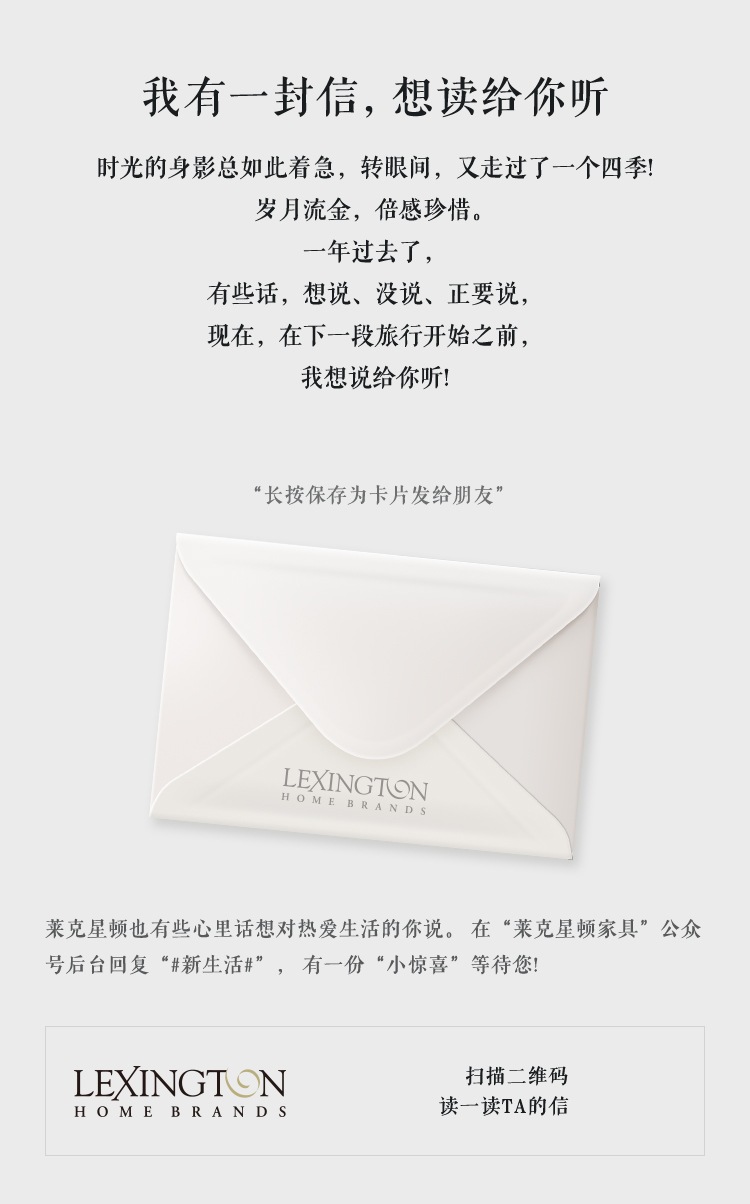 我有一封信，想读给你听
时光的身影总如此着急，转眼间，又走过了一个四季!
岁月流金，倍感珍惜。
一年过去了，
有些话，想说、没说、正要说，
现在，在下一段旅行开始之前，
我想说给你听!
“长按保存为卡片发给朋友”
LEXINGTON
HOME BRANDS
莱克星顿也有些心里话想对热爱生活的你说。 在“莱克星顿家具”公众
号后台回复“#新生活#”， 有一份“小惊喜”等待您!
LEXINGTON
HOME BRANDS
扫描二维码
读一读TA的信